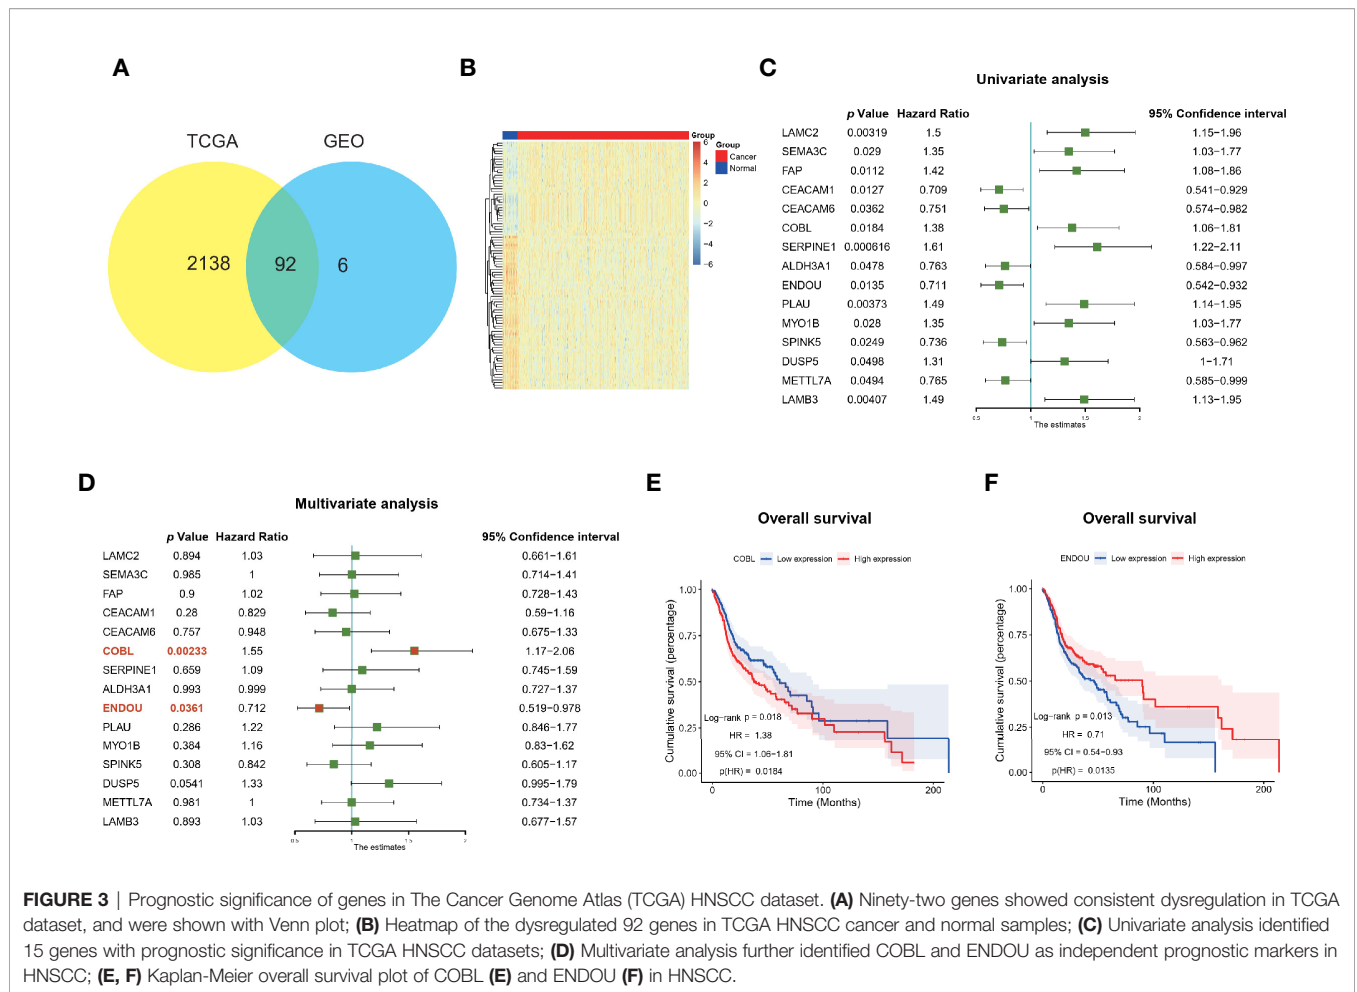 A
TCGA
GEO
2138
92
6
B
Group
6
4
2
0
−2
−4
−6
Group
Cancer
Normal
C
Univariate analysis
p Value Hazard Ratio 95% Confidence interval
LAMC2 0.00319 1.5 1.15−1.96
SEMA3C 0.029 1.35 1.03−1.77
FAP 0.0112 1.42 1.08−1.86
CEACAM1 0.0127 0.709 0.541−0.929
CEACAM6 0.0362 0.751 0.574−0.982
COBL 0.0184 1.38 1.06−1.81
SERPINE1 0.000616 1.61 1.22−2.11
ALDH3A1 0.0478 0.763 0.584−0.997
ENDOU 0.0135 0.711 0.542−0.932
PLAU 0.00373 1.49 1.14−1.95
MYO1B 0.028 1.35 1.03−1.77
SPINK5 0.0249 0.736 0.563−0.962
DUSP5 0.0498 1.31 1−1.71
METTL7A 0.0494 0.765 0.585−0.999
LAMB3 0.00407 1.49 1.13−1.95
0.5 1 1.5 2
The estimates
D
Multivariate analysis
p Value Hazard Ratio 95% Confidence interval
LAMC2 0.894 1.03 0.661−1.61
SEMA3C 0.985 1 0.714−1.41
FAP 0.9 1.02 0.728−1.43
CEACAM1 0.28 0.829 0.59−1.16
CEACAM6 0.757 0.948 0.675−1.33
COBL 0.00233 1.55 1.17−2.06
SERPINE1 0.659 1.09 0.745−1.59
ALDH3A1 0.993 0.999 0.727−1.37
ENDOU 0.0361 0.712 0.519−0.978
PLAU 0.286 1.22 0.846−1.77
MYO1B 0.384 1.16 0.83−1.62
SPINK5 0.308 0.842 0.605−1.17
DUSP5 0.0541 1.33 0.995−1.79
METTL7A 0.981 1 0.734−1.37
LAMB3 0.893 1.03 0.677−1.57
0.5 1 1.5 2
The estimates
E
Overall survival
COBL Low expression High expression
Cumulative survival (percentage)
1.00
0.75
0.50
0.25
0.00
Log−rank p = 0.018
HR = 1.38
95% CI = 1.06−1.81
p(HR) = 0.0184
0 100 200
Time (Months)
F
Overall survival
ENDOU Low expression High expression
Cumulative survival (percentage)
1.00
0.75
0.50
0.25
0.00
Log−rank p = 0.013
HR = 0.71
95% CI = 0.54−0.93
p(HR) = 0.0135
0 100 200
Time (Months)
FIGURE 3 | Prognostic significance of genes in The Cancer Genome Atlas (TCGA) HNSCC dataset. (A) Ninety-two genes showed consistent dysregulation in TCGA
dataset, and were shown with Venn plot; (B) Heatmap of the dysregulated 92 genes in TCGA HNSCC cancer and normal samples; (C) Univariate analysis identified
15 genes with prognostic significance in TCGA HNSCC datasets; (D) Multivariate analysis further identified COBL and ENDOU as independent prognostic markers in
HNSCC; (E, F) Kaplan-Meier overall survival plot of COBL (E) and ENDOU (F) in HNSCC.